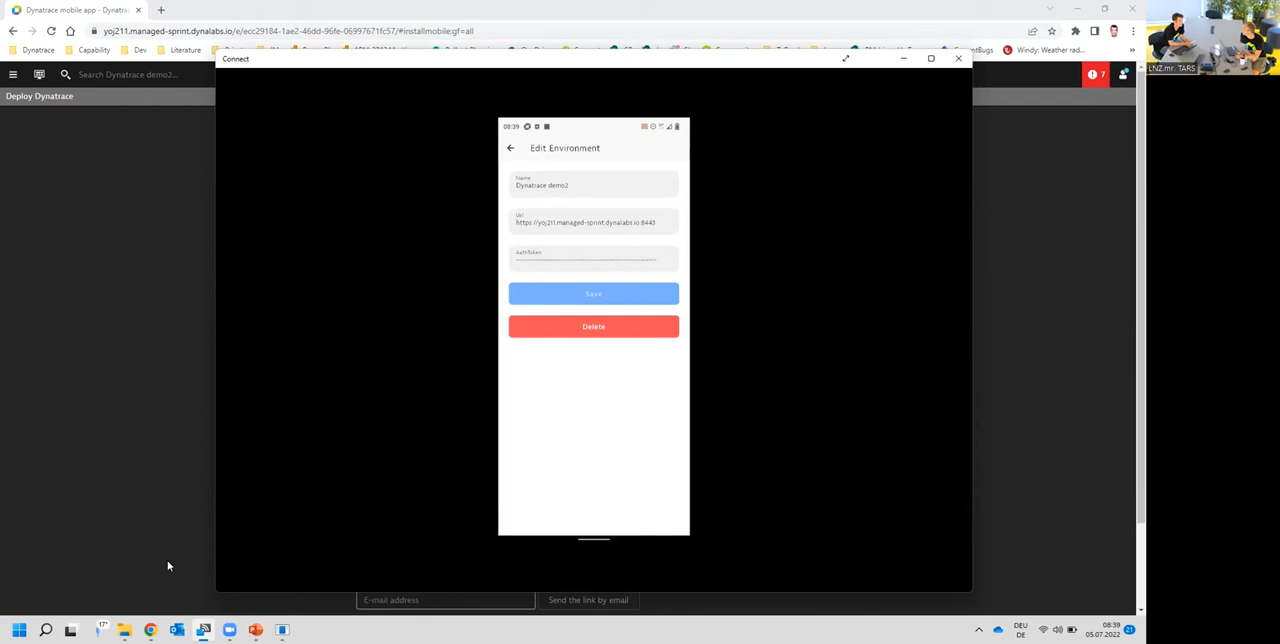 Dynatrace mobile app - Dynatra
yoj211.managed-sprint.dynalabs.io/e/ecc29184-1ae2-46dd-96fe-06997671fc57/#installmobile;gf=all
Dynatrace
Capability
Dev
Literature
Windy: Weather rad...
»
Connect
LNZ.mr. TARS
Search Dynatrace demo2...
7
Deploy Dynatrace
08:39
Edit Environment
Name
Dynatrace demo2
Url
https://yoj211.managed-sprint.dynalabs.io:8443
AuthToken
Save
Delete
E-mail address
Send the link by email
17°
DEU
DE
08:39
05.07.2022
21